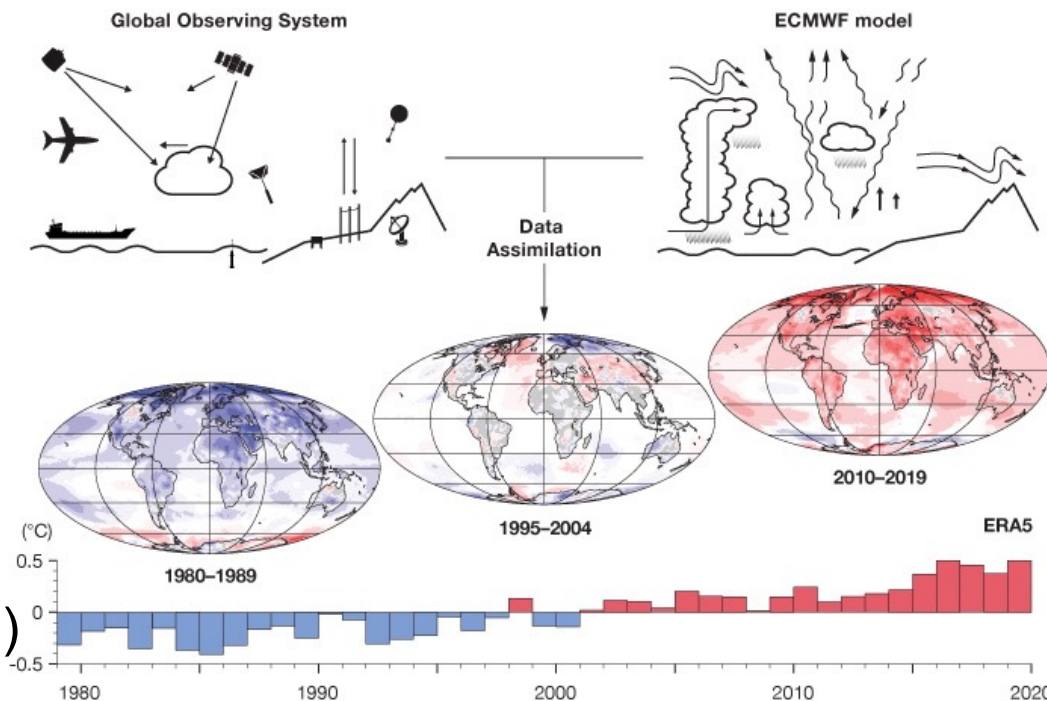 Global Observing System
ECMWF model
Data
Assimilation
2010–2019
1995–2004
1980–1989
ERA5
(°C)
0.5
0
)
-0.5
1980
1990
2000
2010
2020